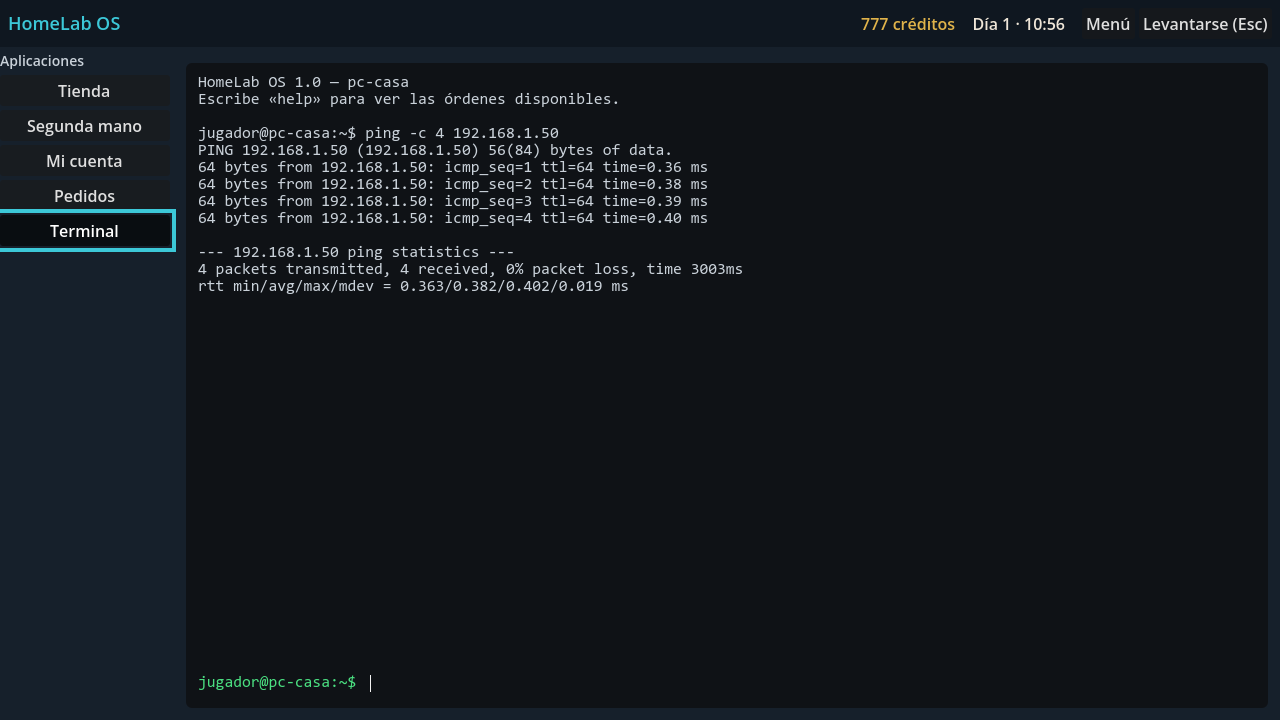 HomeLab OS
777 créditos
Día 1 · 10:56
Menú
Levantarse (Esc)
Aplicaciones
Tienda
Segunda mano
Mi cuenta
Pedidos
Terminal
HomeLab OS 1.0 — pc-casa
Escribe «help» para ver las órdenes disponibles.
jugador@pc-casa:~$ ping -c 4 192.168.1.50
PING 192.168.1.50 (192.168.1.50) 56(84) bytes of data.
64 bytes from 192.168.1.50: icmp_seq=1 ttl=64 time=0.36 ms
64 bytes from 192.168.1.50: icmp_seq=2 ttl=64 time=0.38 ms
64 bytes from 192.168.1.50: icmp_seq=3 ttl=64 time=0.39 ms
64 bytes from 192.168.1.50: icmp_seq=4 ttl=64 time=0.40 ms
--- 192.168.1.50 ping statistics ---
4 packets transmitted, 4 received, 0% packet loss, time 3003ms
rtt min/avg/max/mdev = 0.363/0.382/0.402/0.019 ms
jugador@pc-casa:~$